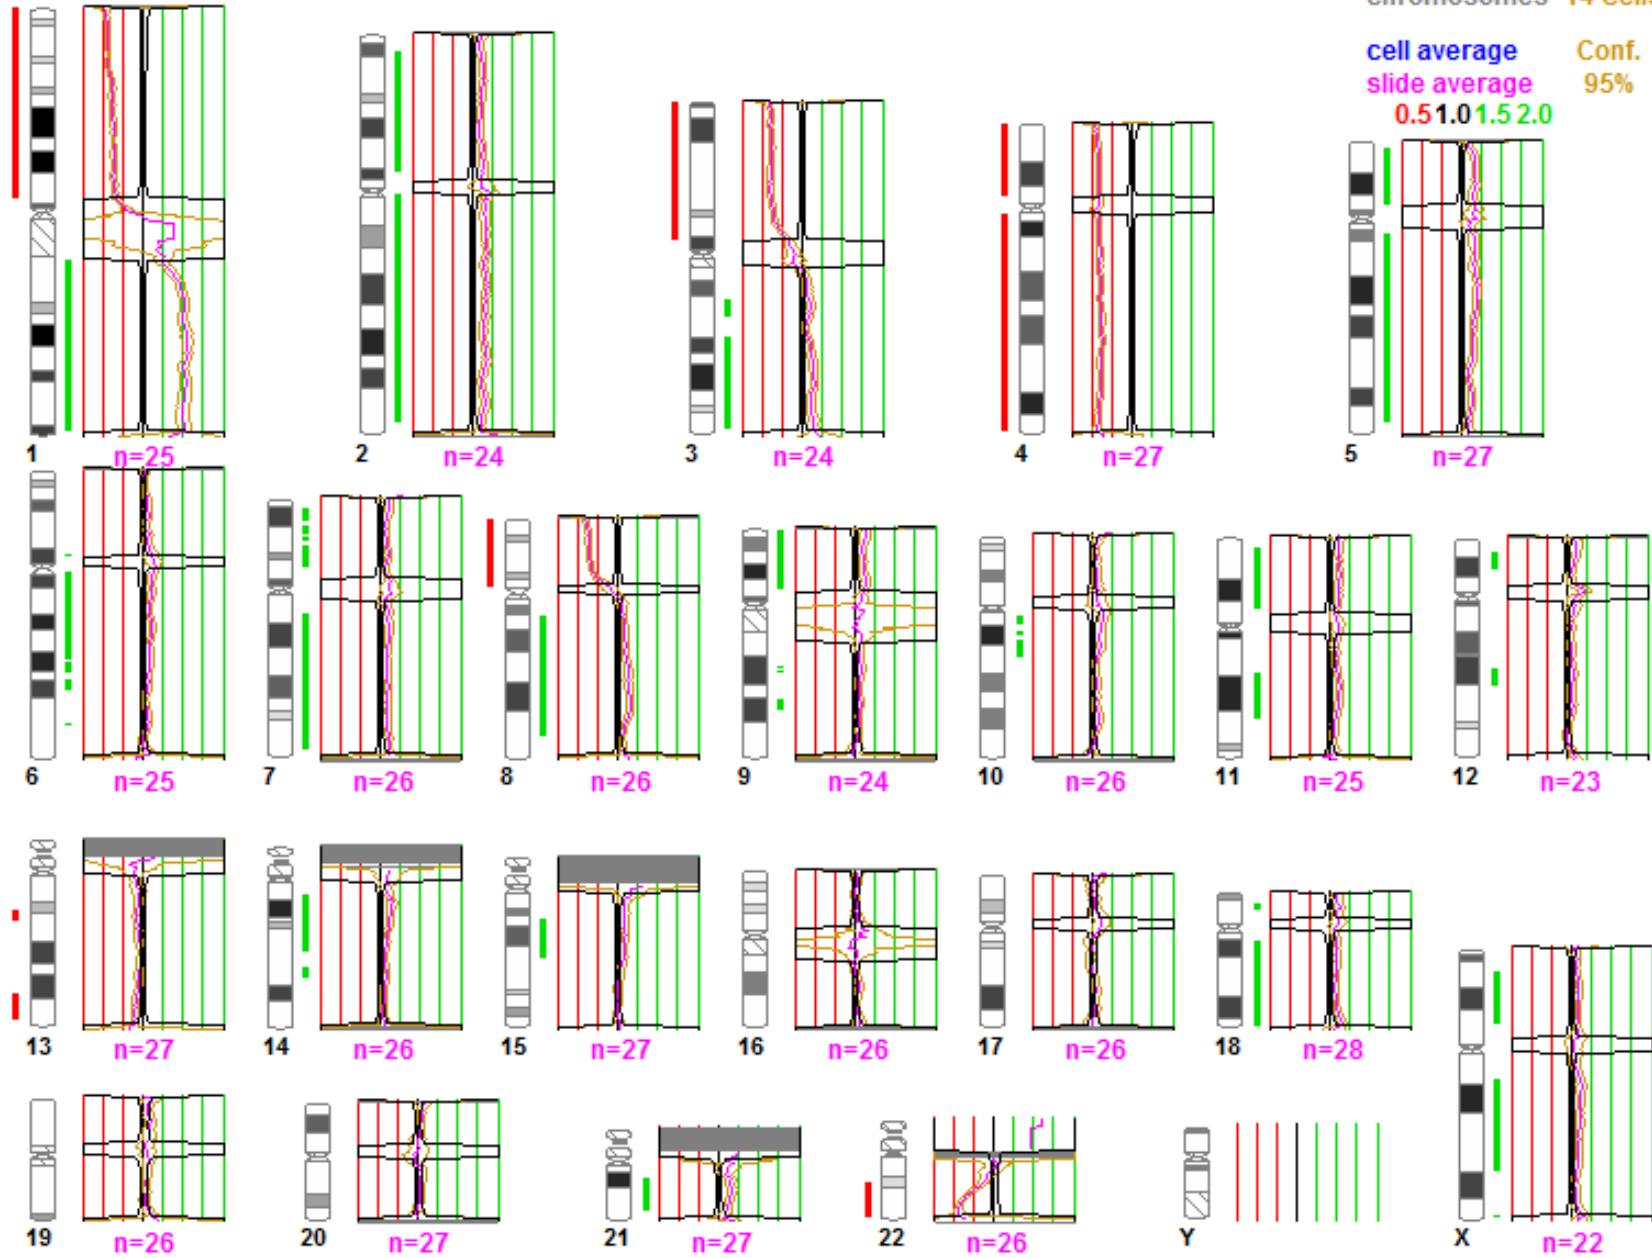 chromosomes 14 Cells
cell average Conf.
slide average 95%
0.5 1.0 1.5 2.0
1 n=25
2 n=24
3 n=24
4 n=27
5 n=27
6 n=25
7 n=26
8 n=26
9 n=24
10 n=26
11 n=25
12 n=23
13 n=27
14 n=26
15 n=27
16 n=26
17 n=26
18 n=28
19 n=26
20 n=27
21 n=27
22 n=26
Y
X n=22